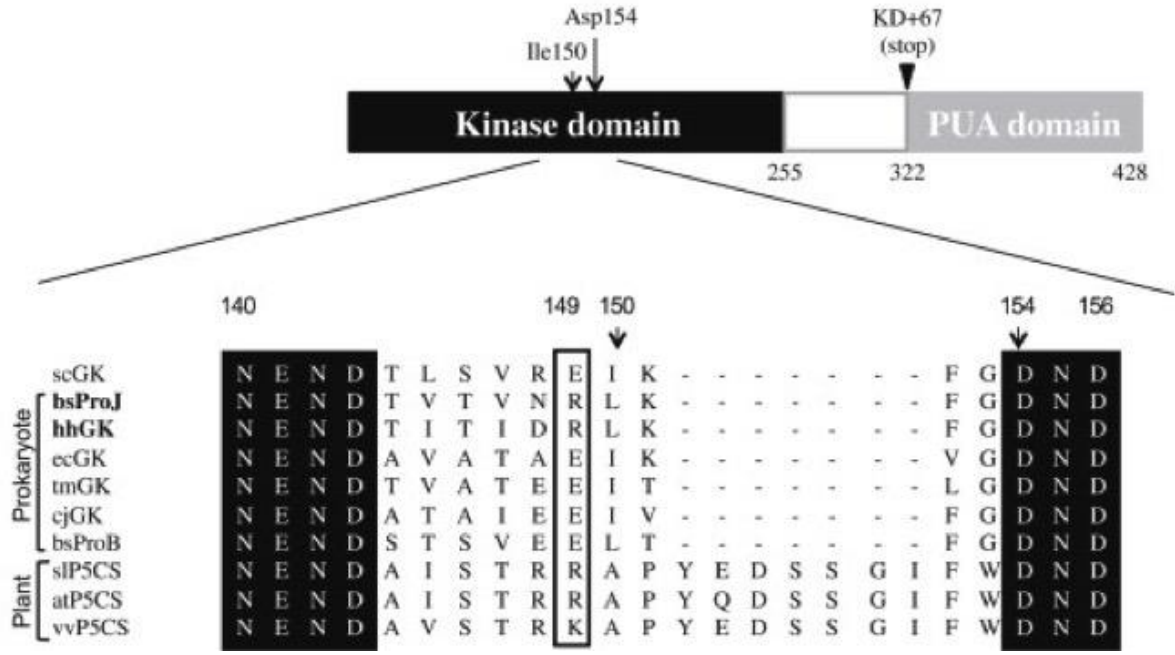 Asp154
KD+67
Ile150
(stop)
Kinase domain
PUA domain
255
322
428
140
149
150
154
156
scGK N E N D T L S V R E I K - - - - - - - - F G D N D
Prokaryote
bsProJ N E N D T V T V N R L K - - - - - - - - F G D N D
hhGK N E N D T I T I D R L K - - - - - - - - F G D N D
ecGK N E N D A V A T A E I K - - - - - - - - V G D N D
tmGK N E N D T V A T E E I T - - - - - - - - L G D N D
cjGK N E N D A T A I E E I V - - - - - - - - F G D N D
bsProB N E N D S T S V E E L T - - - - - - - - F G D N D
Plant
slP5CS N E N D A I S T R R A P Y E D S S G I F W D N D
atP5CS N E N D A I S T R R A P Y Q D S S G I F W D N D
vvP5CS N E N D A V S T R K A P Y E D S S G I F W D N D